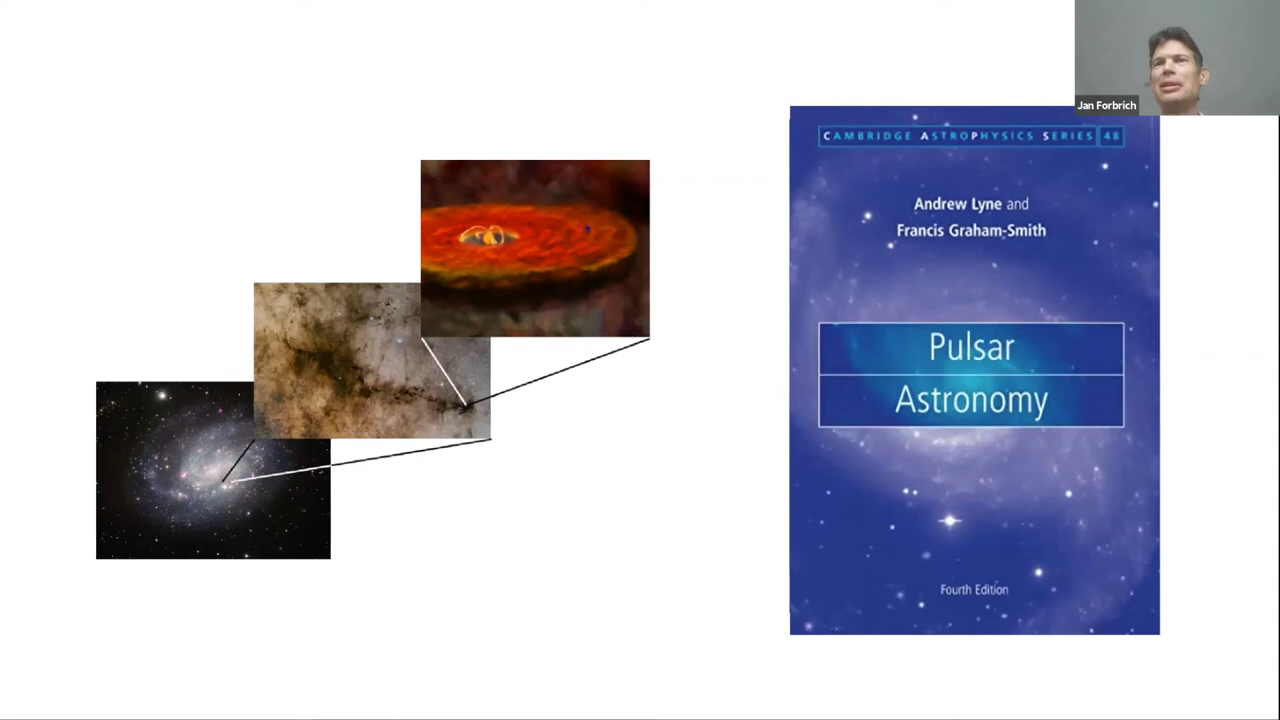 Jan Forbrich
CAMBRIDGE ASTROPHYSICS SERIES 48
Andrew Lyne and
Francis Graham-Smith
Pulsar
Astronomy
Fourth Edition